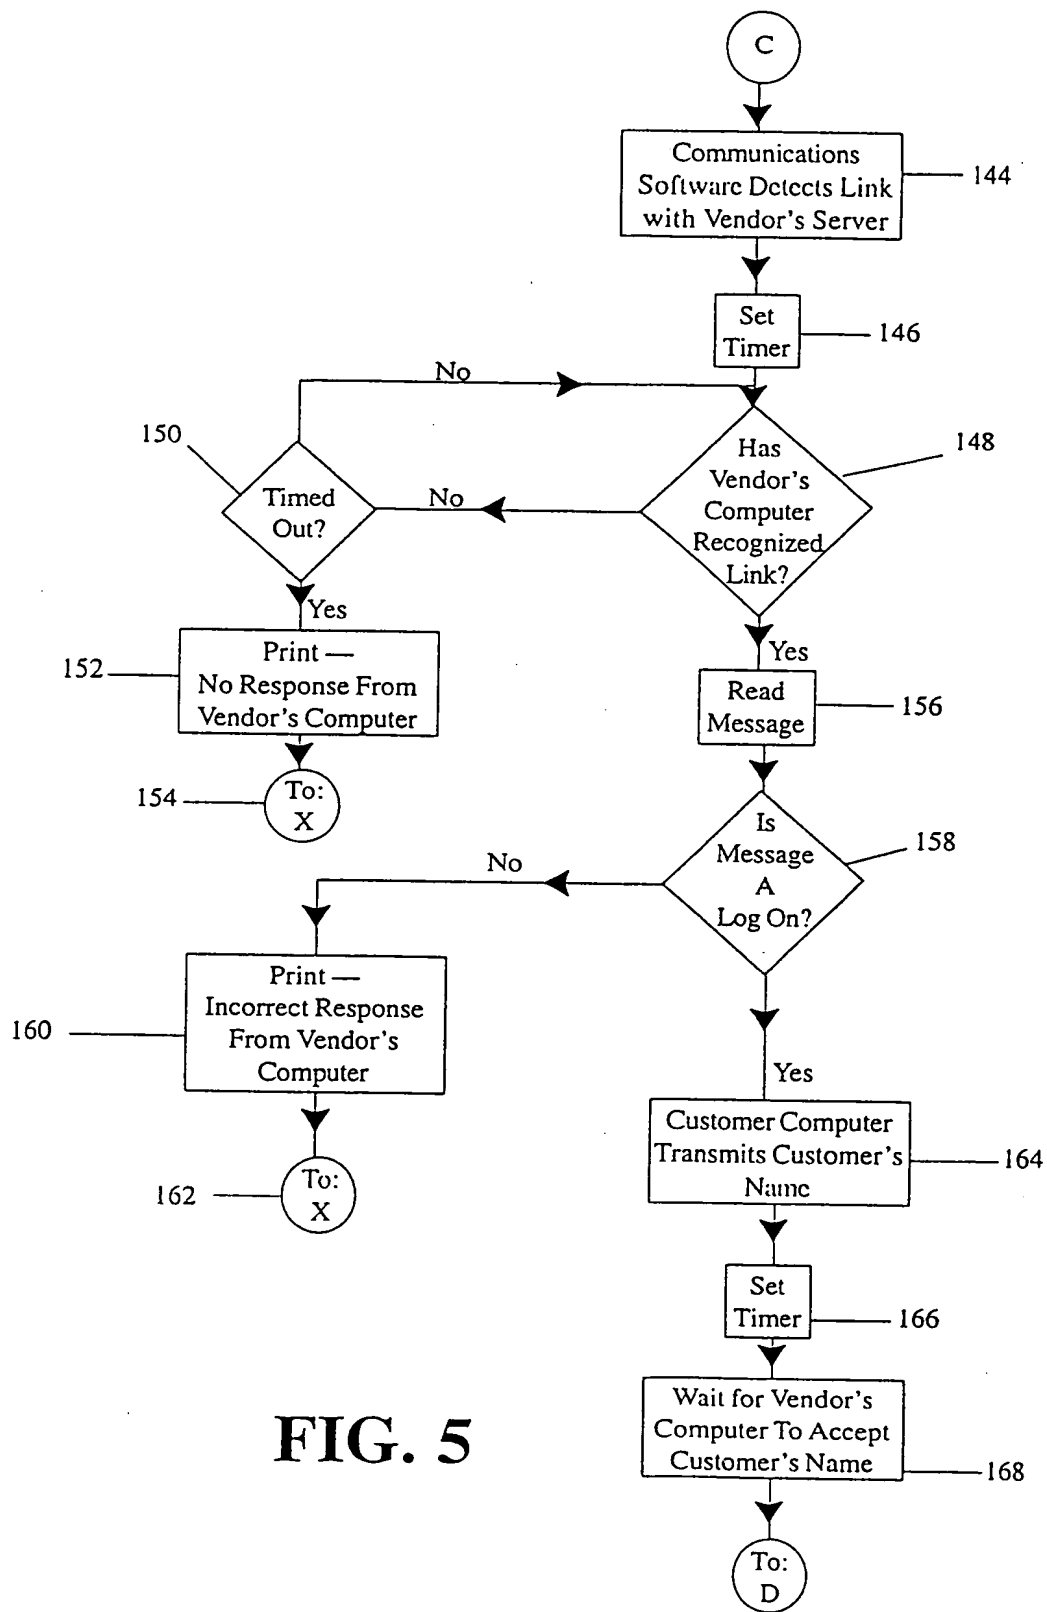 C
Communications
Software Detects Link
with Vendor's Server
144
Set
Timer
146
No
150
Timed
Out?
No
Has
Vendor's
Computer
Recognized
Link?
148
Yes
Yes
152
Print —
No Response From
Vendor's Computer
Read
Message
156
154
To:
X
Is
Message
A
Log On?
158
No
160
Print —
Incorrect Response
From Vendor's
Computer
Yes
162
To:
X
Customer Computer
Transmits Customer's
Name
164
Set
Timer
166
Wait for Vendor's
Computer To Accept
Customer's Name
168
FIG. 5
To:
D